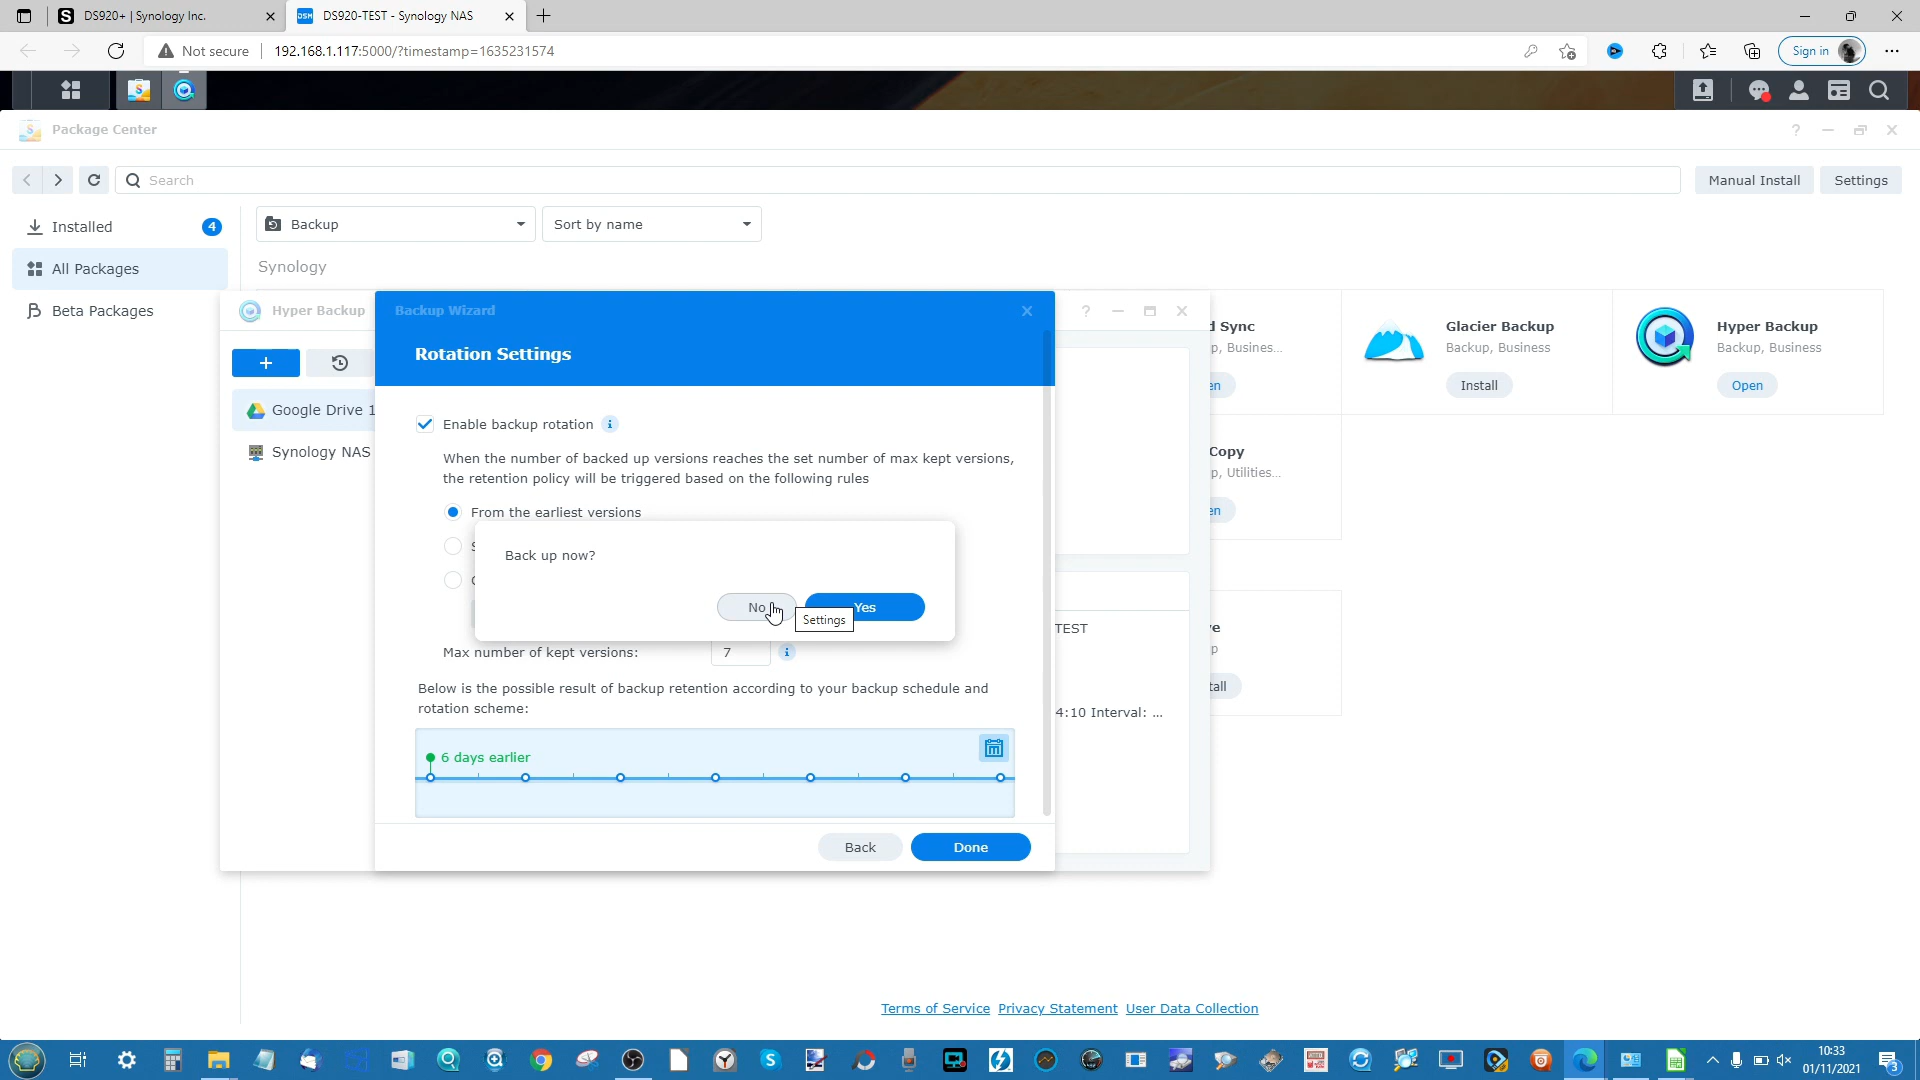 DS920+ | Synology Inc.
DS920-TEST - Synology NAS
Not secure
192.168.1.117:5000/?timestamp=1635231574
Sign in
Package Center
Search
Manual Install
Settings
Installed
4
Backup
Sort by name
All Packages
Synology
Beta Packages
Hyper Backup
Backup Wizard
Rotation Settings
d Sync
p, Busines...
en
Glacier Backup
Backup, Business
Install
Hyper Backup
Backup, Business
Open
Google Drive 1
Synology NAS
Enable backup rotation
When the number of backed up versions reaches the set number of max kept versions,
the retention policy will be triggered based on the following rules
From the earliest versions
Copy
p, Utilities...
en
Back up now?
No
Yes
Settings
TEST
Max number of kept versions:
7
Below is the possible result of backup retention according to your backup schedule and
rotation scheme:
4:10 Interval: ...
tall
6 days earlier
Back
Done
Terms of Service
Privacy Statement
User Data Collection
10:33
01/11/2021
3